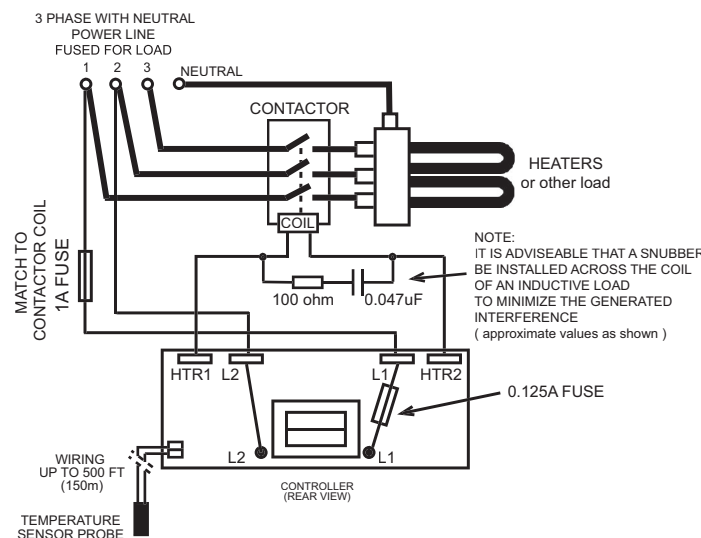 3 PHASE WITH NEUTRAL
POWER LINE
FUSED FOR LOAD
1 2 3
NEUTRAL
CONTACTOR
HEATERS
or other load
COIL
MATCH TO
CONTACTOR COIL
1A FUSE
NOTE:
IT IS ADVISEABLE THAT A SNUBBER
BE INSTALLED ACROSS THE COIL
OF AN INDUCTIVE LOAD
TO MINIMIZE THE GENERATED
INTERFERENCE
( approximate values as shown )
100 ohm 0.047uF
HTR1 L2 L1 HTR2
0.125A FUSE
L2 L1
WIRING
UP TO 500 FT
(150m)
CONTROLLER
(REAR VIEW)
TEMPERATURE
SENSOR PROBE